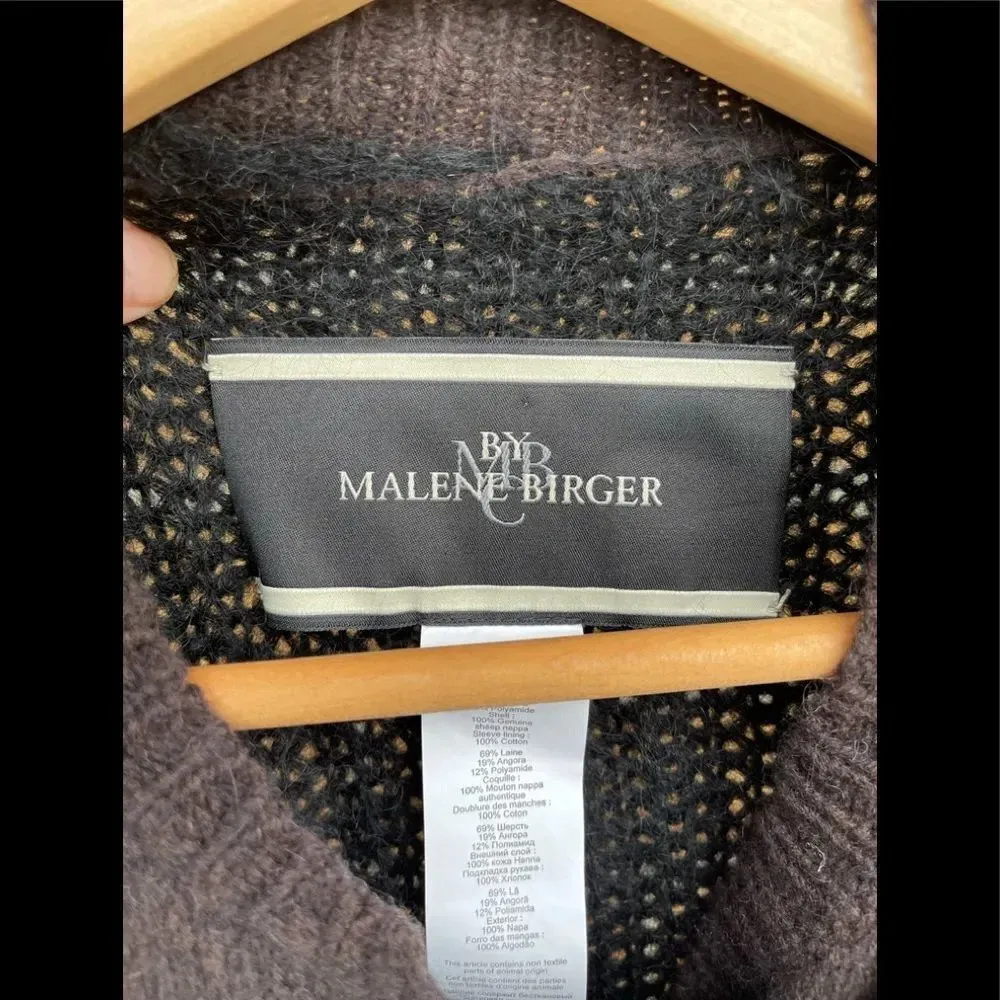 BY
MALENE BIRGER
MBC
Polyamide
Shell :
100% Genuine
sheep nappa
Sleeve lining :
100% Cotton
69% Laine
19% Angora
12% Polyamide
Coquille :
100% Mouton nappa
authentique
Doublure des manches :
100% Coton
69% Шерсть
19% Ангора
12% Полиамид
Внешний слой :
100% кожа Наппа
Подкладка рукава :
100% Хлопок
69% Lã
19% Angorá
12% Poliamida
Exterior :
100% Napa
Forro das mangas :
100% Algodão
This article contains non textile
parts of animal origin
Cet article contient des parties
non textiles d'origine animale